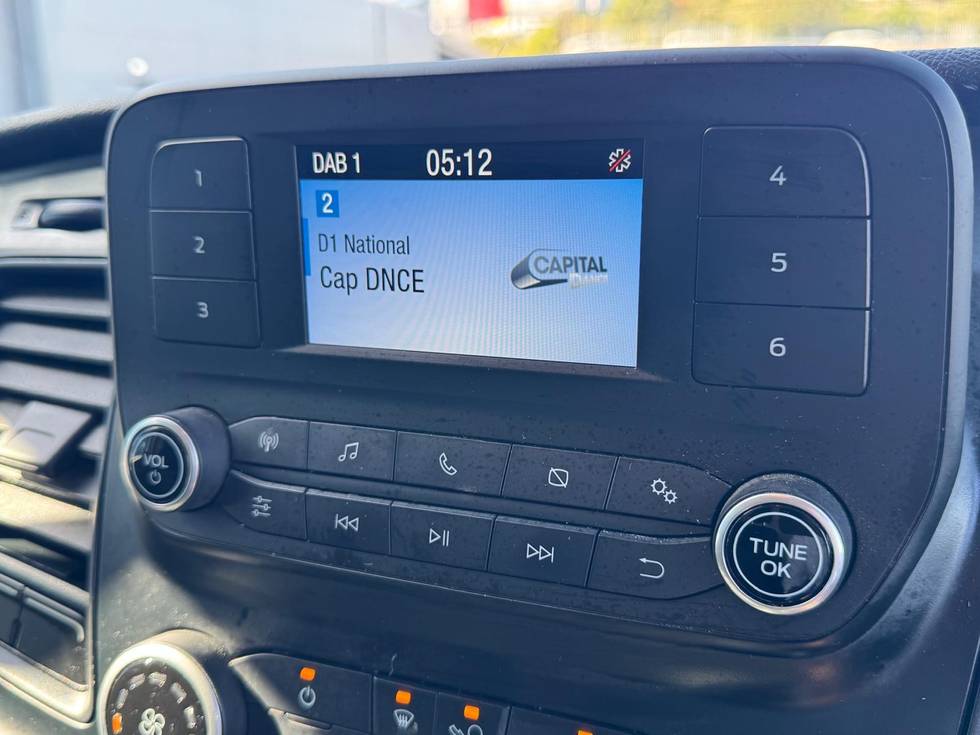 DAB 1 05:12
2
D1 National
Cap DNCE
CAPITAL
DANCE
1
2
3
4
5
6
VOL
TUNE
OK